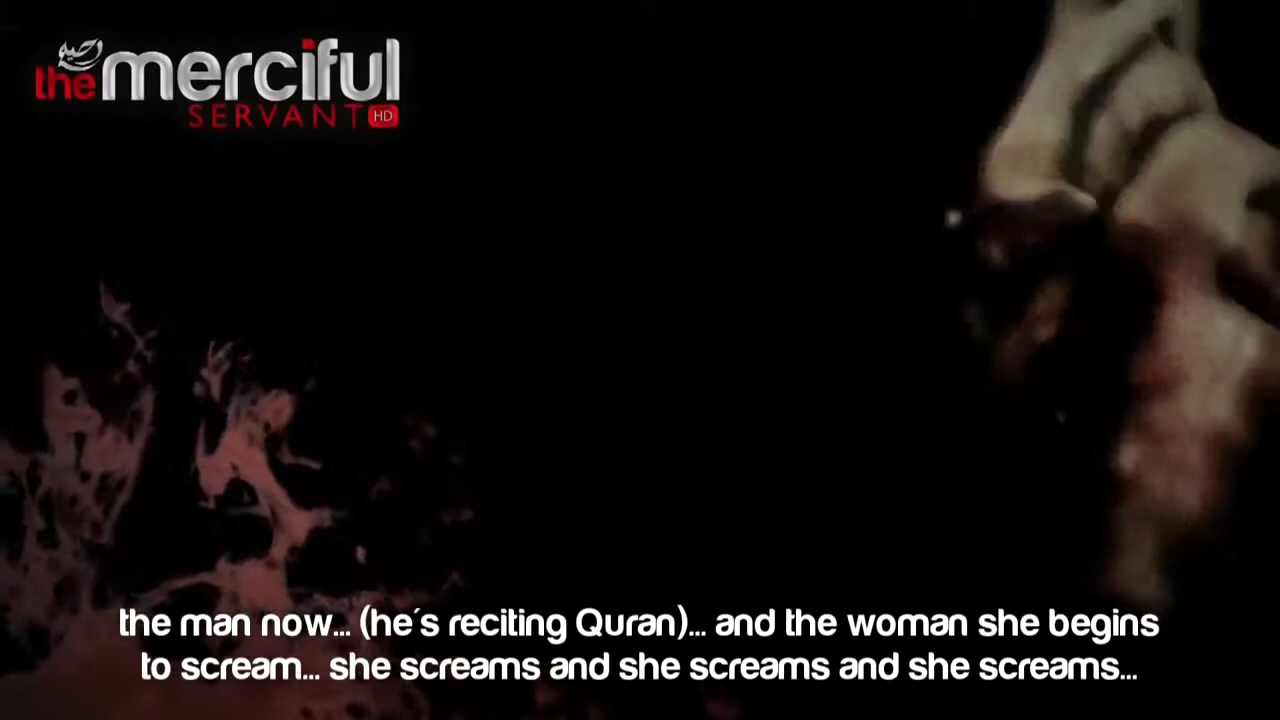 the merciful
SERVANT HD
the man now... (he's reciting Quran)... and the woman she begins
to scream... she screams and she screams and she screams...